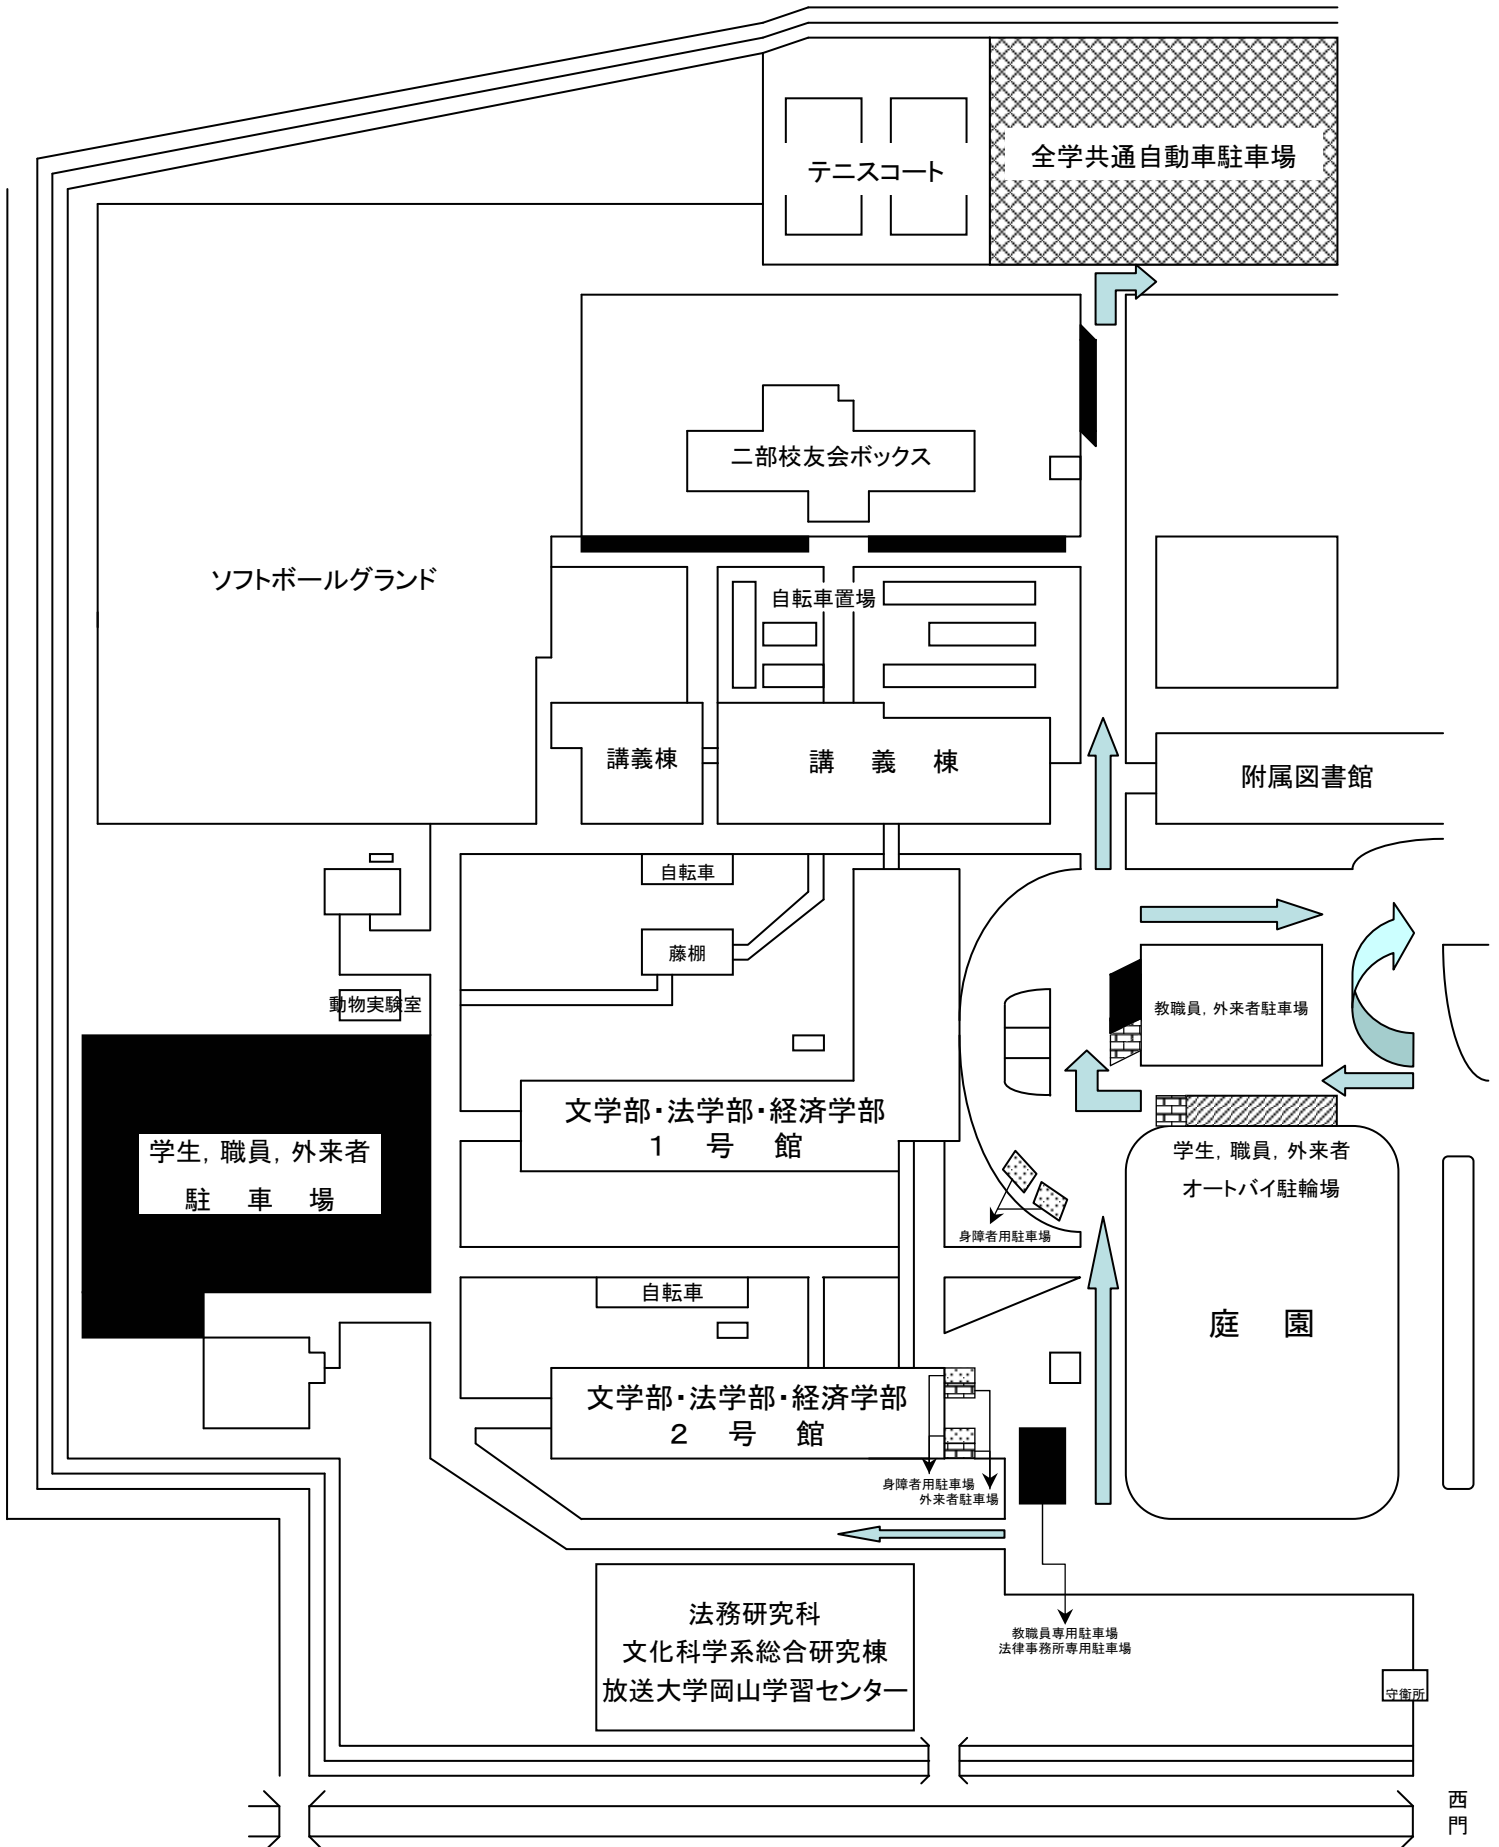 全学共通自動車駐車場
テニスコート
二部校友会ボックス
ソフトボールグランド
自転車置場
講義棟
講　義　棟
附属図書館
自転車
藤棚
動物実験室
教職員, 外来者駐車場
文学部・法学部・経済学部
１　号　館
学生, 職員, 外来者
駐　車　場
学生, 職員, 外来者
オートバイ駐輪場
身障者用駐車場
自転車
庭　園
文学部・法学部・経済学部
２　号　館
身障者用駐車場
外来者駐車場
法務研究科
文化科学系総合研究棟
放送大学岡山学習センター
教職員専用駐車場
法律事務所専用駐車場
守衛所
西門